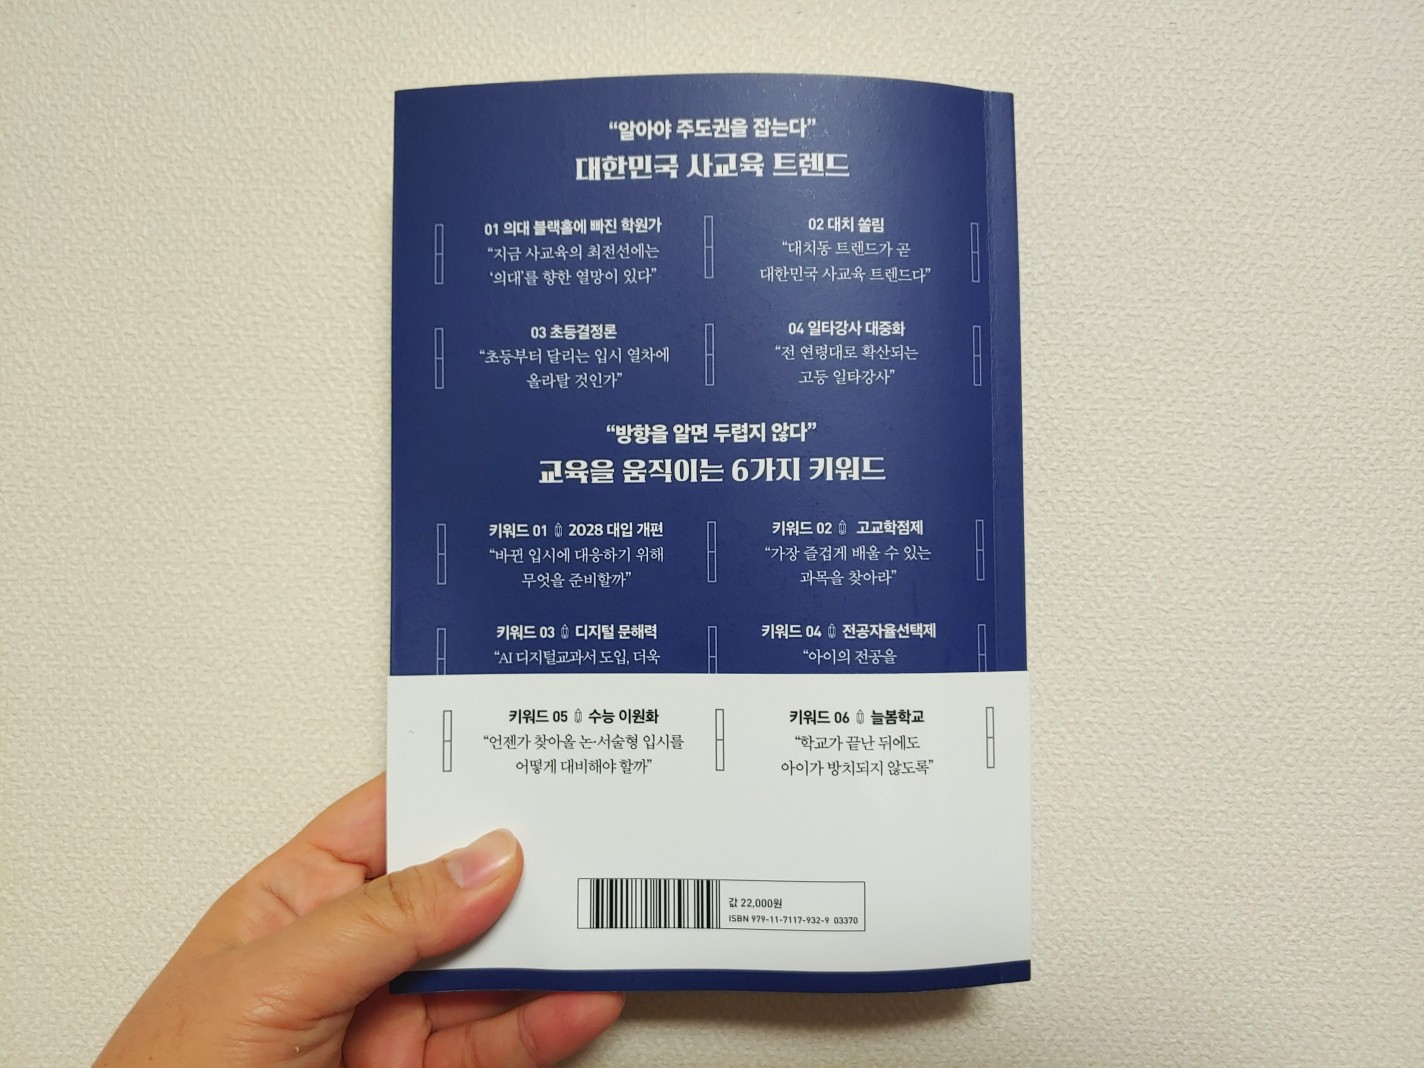 “알아야 주도권을 잡는다”
대한민국 사교육 트렌드
01 의대 블랙홀에 빠진 학원가
“지금 사교육의 최전선에는
‘의대’를 향한 열망이 있다”
02 대치 쏠림
“대치동 트렌드가 곧
대한민국 사교육 트렌드다”
03 초등결정론
“초등부터 달리는 입시 열차에
올라탈 것인가”
04 일타강사 대중화
“전 연령대로 확산되는
고등 일타강사”
“방향을 알면 두렵지 않다”
교육을 움직이는 6가지 키워드
키워드 01 2028 대입 개편
“바뀐 입시에 대응하기 위해
무엇을 준비할까”
키워드 02 고교학점제
“가장 즐겁게 배울 수 있는
과목을 찾아라”
키워드 03 디지털 문해력
“AI 디지털교과서 도입, 더욱
키워드 04 전공자율선택제
“아이의 전공을
키워드 05 수능 이원화
“언젠가 찾아올 논·서술형 입시를
어떻게 대비해야 할까”
키워드 06 늘봄학교
“학교가 끝난 뒤에도
아이가 방치되지 않도록”
값 22,000원
ISBN 979-11-7117-932-9 03370